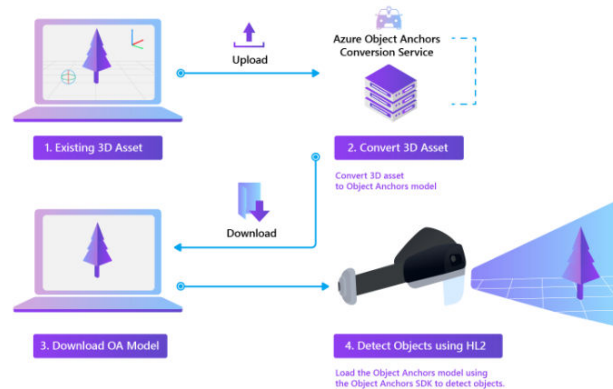 Upload
Azure Object Anchors
Conversion Service
1. Existing 3D Asset
2. Convert 3D Asset
Convert 3D asset
to Object Anchors model
Download
3. Download OA Model
4. Detect Objects using HL2
Load the Object Anchors model using
the Object Anchors SDK to detect objects.